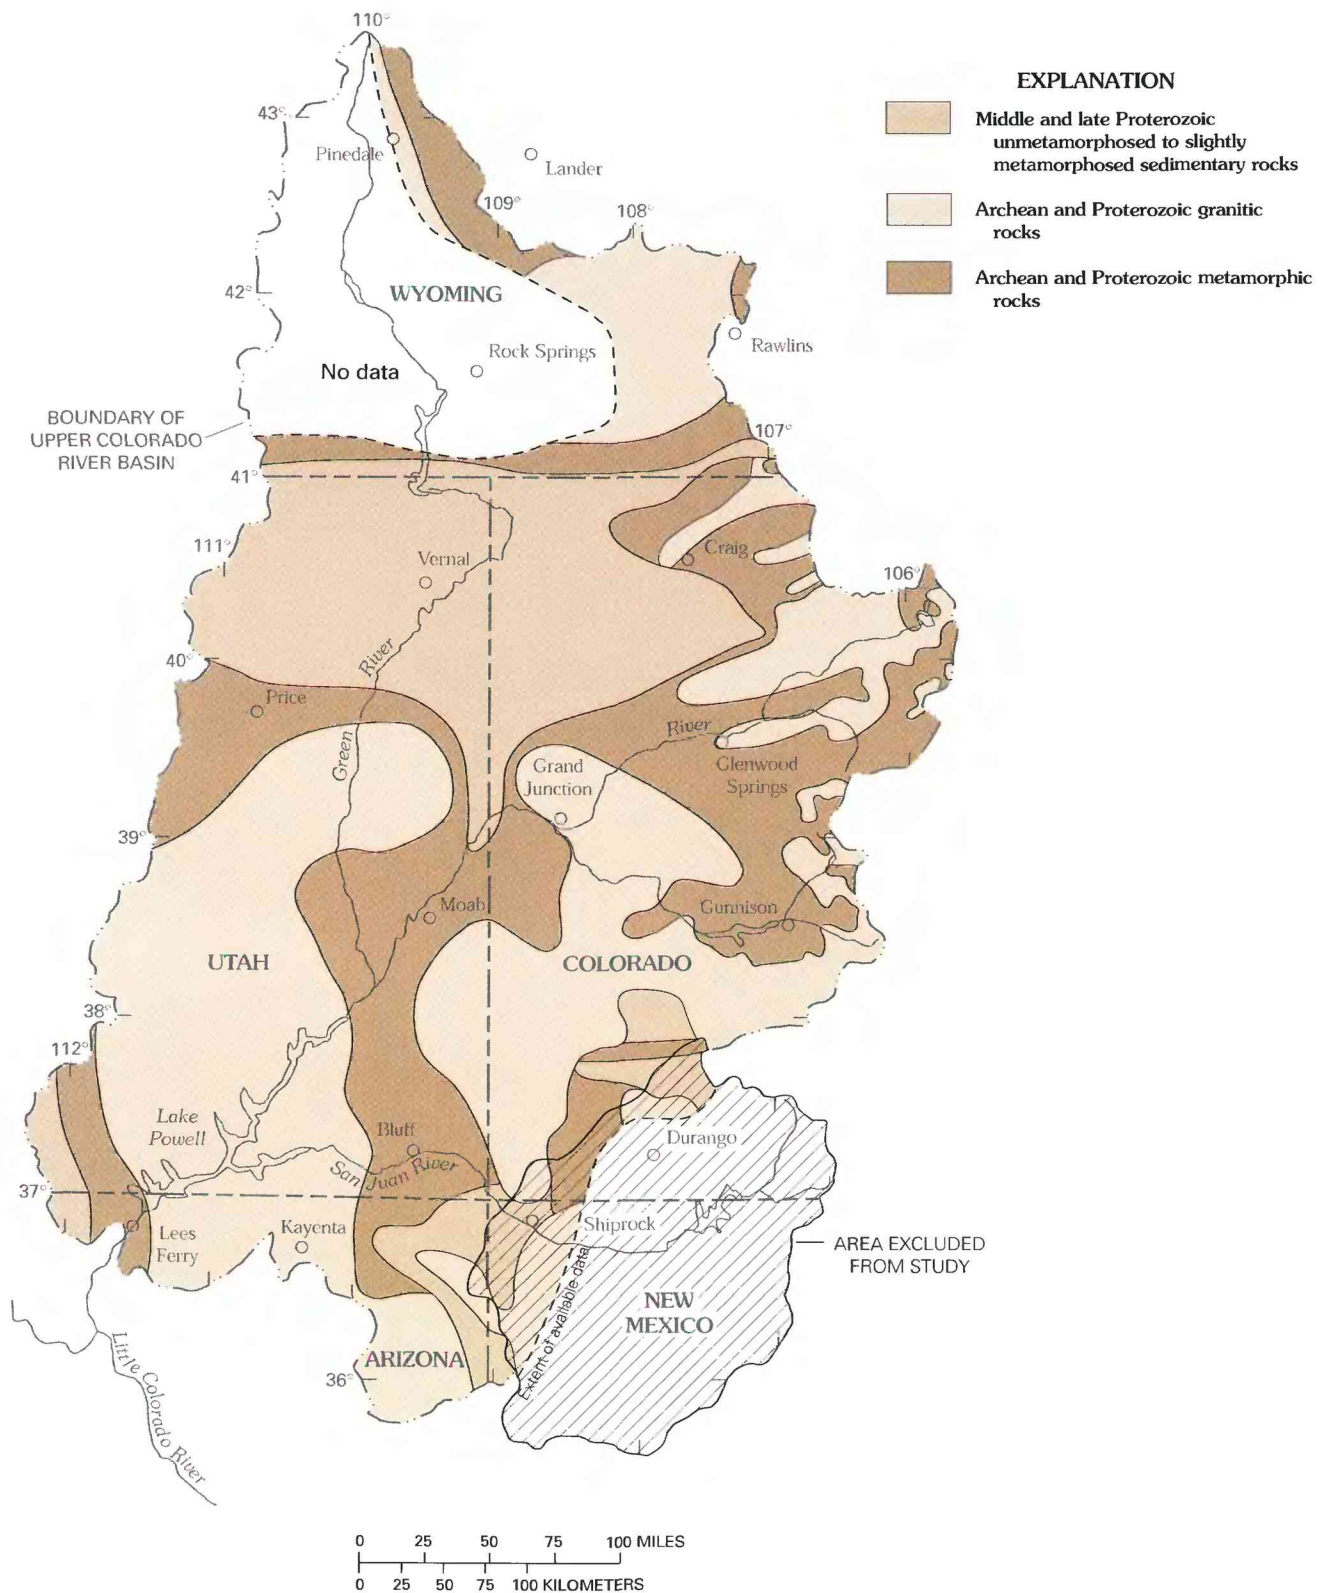 110°
EXPLANATION
Middle and late Proterozoic
unmetamorphosed to slightly
metamorphosed sedimentary rocks
Archean and Proterozoic granitic
rocks
Archean and Proterozoic metamorphic
rocks
43°
Pinedale
Lander
109°
108°
42°
WYOMING
Rawlins
Rock Springs
No data
BOUNDARY OF
UPPER COLORADO
RIVER BASIN
107°
41°
111°
Vernal
Craig
106°
40°
River
Price
Green
River
Grand
Junction
Glenwood
Springs
39°
Moab
Gunnison
UTAH
COLORADO
38°
112°
Lake
Powell
Bluff
San Juan River
Durango
37°
Lees
Ferry
Kayenta
Shiprock
AREA EXCLUDED
FROM STUDY
Extent of available data
NEW
MEXICO
ARIZONA
36°
Little Colorado River
0 25 50 75 100 MILES
0 25 50 75 100 KILOMETERS